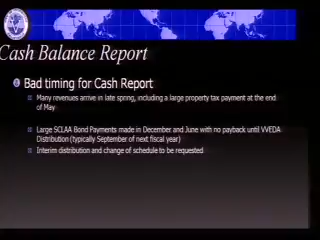 Cash Balance Report
Bad timing for Cash Report
Many revenues arrive in late spring, including a large property tax payment at the end
of May
Large SCLAA Bond Payments made in December and June with no payback until VVEDA
Distribution (typically September of next fiscal year)
Interim distribution and change of schedule to be requested